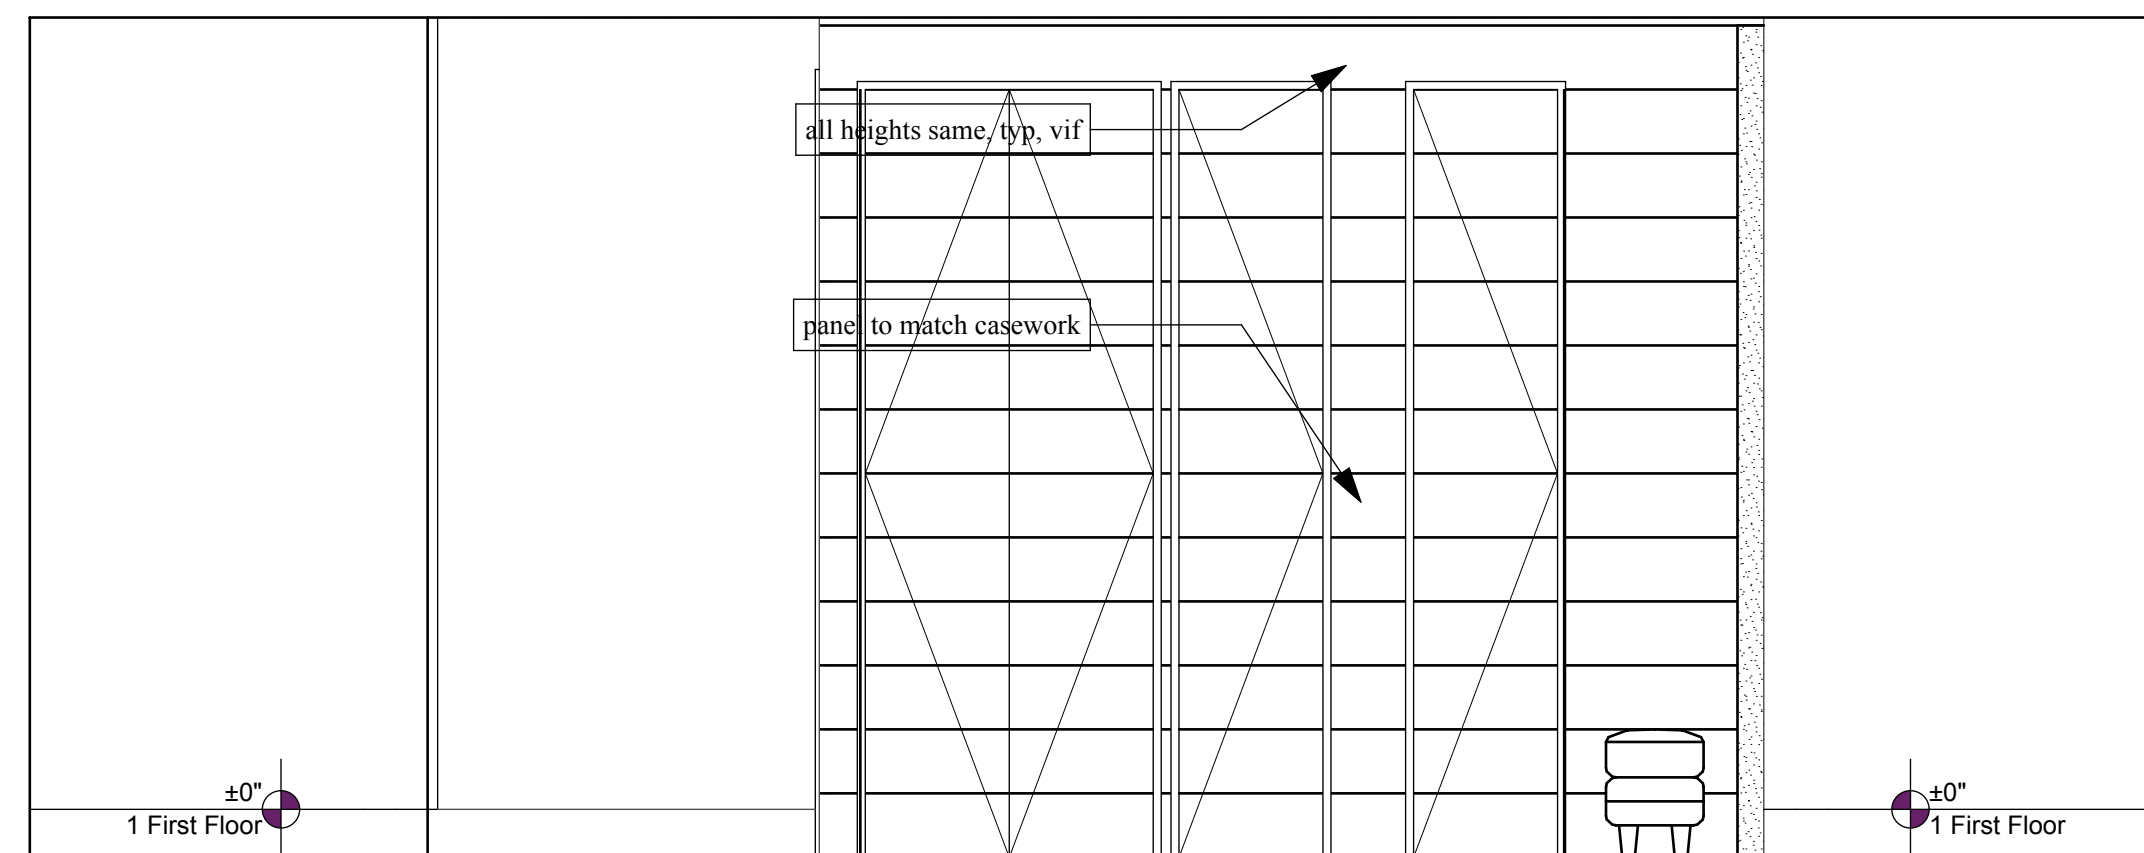 all heights same, typ, vif
panel to match casework
±0"
1 First Floor
±0"
1 First Floor